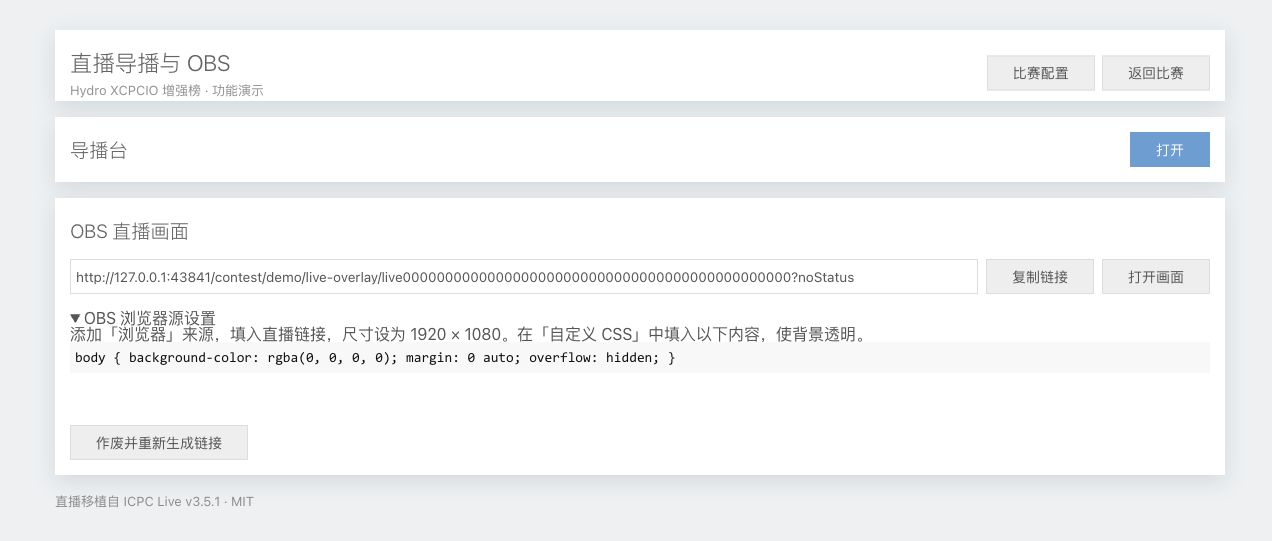 直播导播与 OBS
Hydro XCPCIO 增强榜 · 功能演示
比赛配置
返回比赛
导播台
打开
OBS 直播画面
http://127.0.0.1:43841/contest/demo/live-overlay/live000000000000000000000000000000000000000000000000?noStatus
复制链接
打开画面
▼ OBS 浏览器源设置
添加「浏览器」来源，填入直播链接，尺寸设为 1920 × 1080。在「自定义 CSS」中填入以下内容，使背景透明。
body { background-color: rgba(0, 0, 0, 0); margin: 0 auto; overflow: hidden; }
作废并重新生成链接
直播移植自 ICPC Live v3.5.1 · MIT